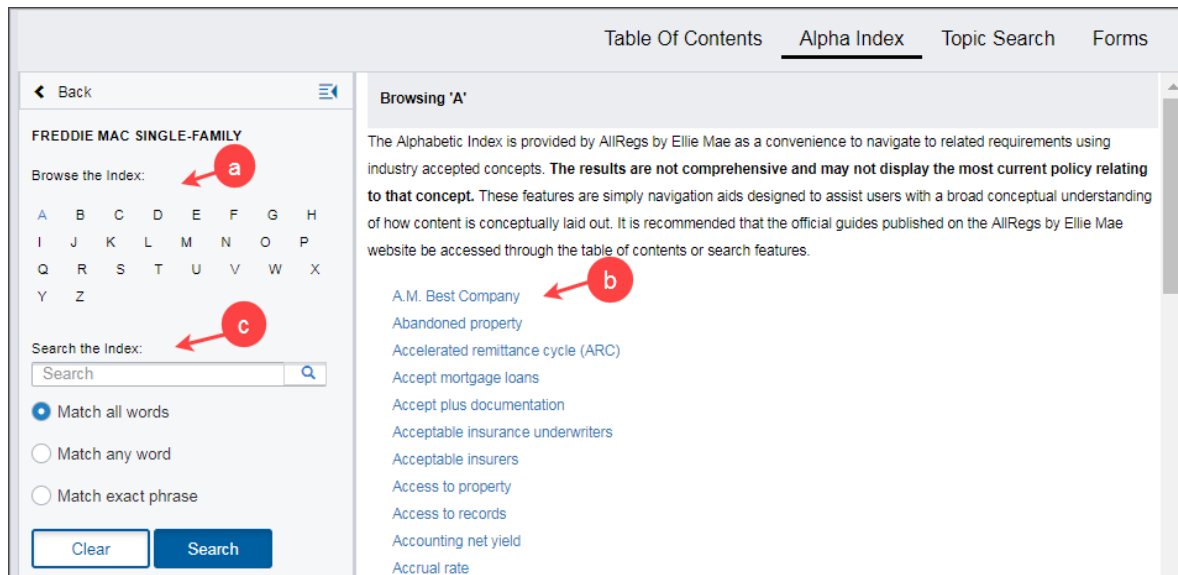 Table Of Contents Alpha Index Topic Search Forms
Back
FREDDIE MAC SINGLE-FAMILY
Browse the Index:
a
A B C D E F G H
I J K L M N O P
Q R S T U V W X
Y Z
c
Search the Index:
Search
Match all words
Match any word
Match exact phrase
Clear Search
Browsing 'A'
The Alphabetic Index is provided by AllRegs by Ellie Mae as a convenience to navigate to related requirements using
industry accepted concepts. The results are not comprehensive and may not display the most current policy relating
to that concept. These features are simply navigation aids designed to assist users with a broad conceptual understanding
of how content is conceptually laid out. It is recommended that the official guides published on the AllRegs by Ellie Mae
website be accessed through the table of contents or search features.
b
A.M. Best Company
Abandoned property
Accelerated remittance cycle (ARC)
Accept mortgage loans
Accept plus documentation
Acceptable insurance underwriters
Acceptable insurers
Access to property
Access to records
Accounting net yield
Accrual rate